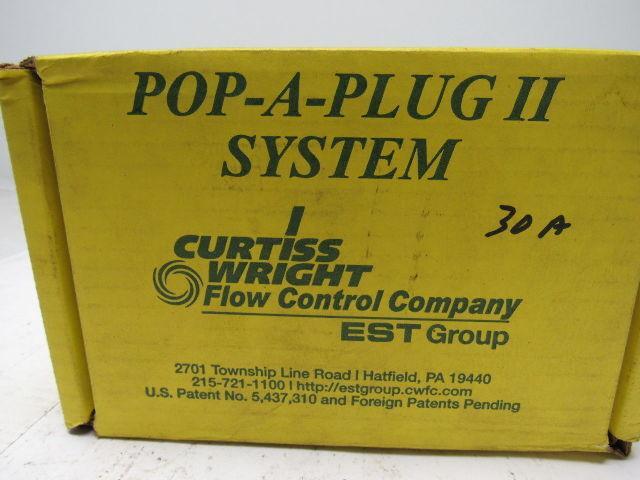 POP-A-PLUG II
SYSTEM
30 A
CURTISS
WRIGHT
Flow Control Company
EST Group
2701 Township Line Road | Hatfield, PA 19440
215-721-1100 | http://estgroup.cwfc.com
U.S. Patent No. 5,437,310 and Foreign Patents Pending